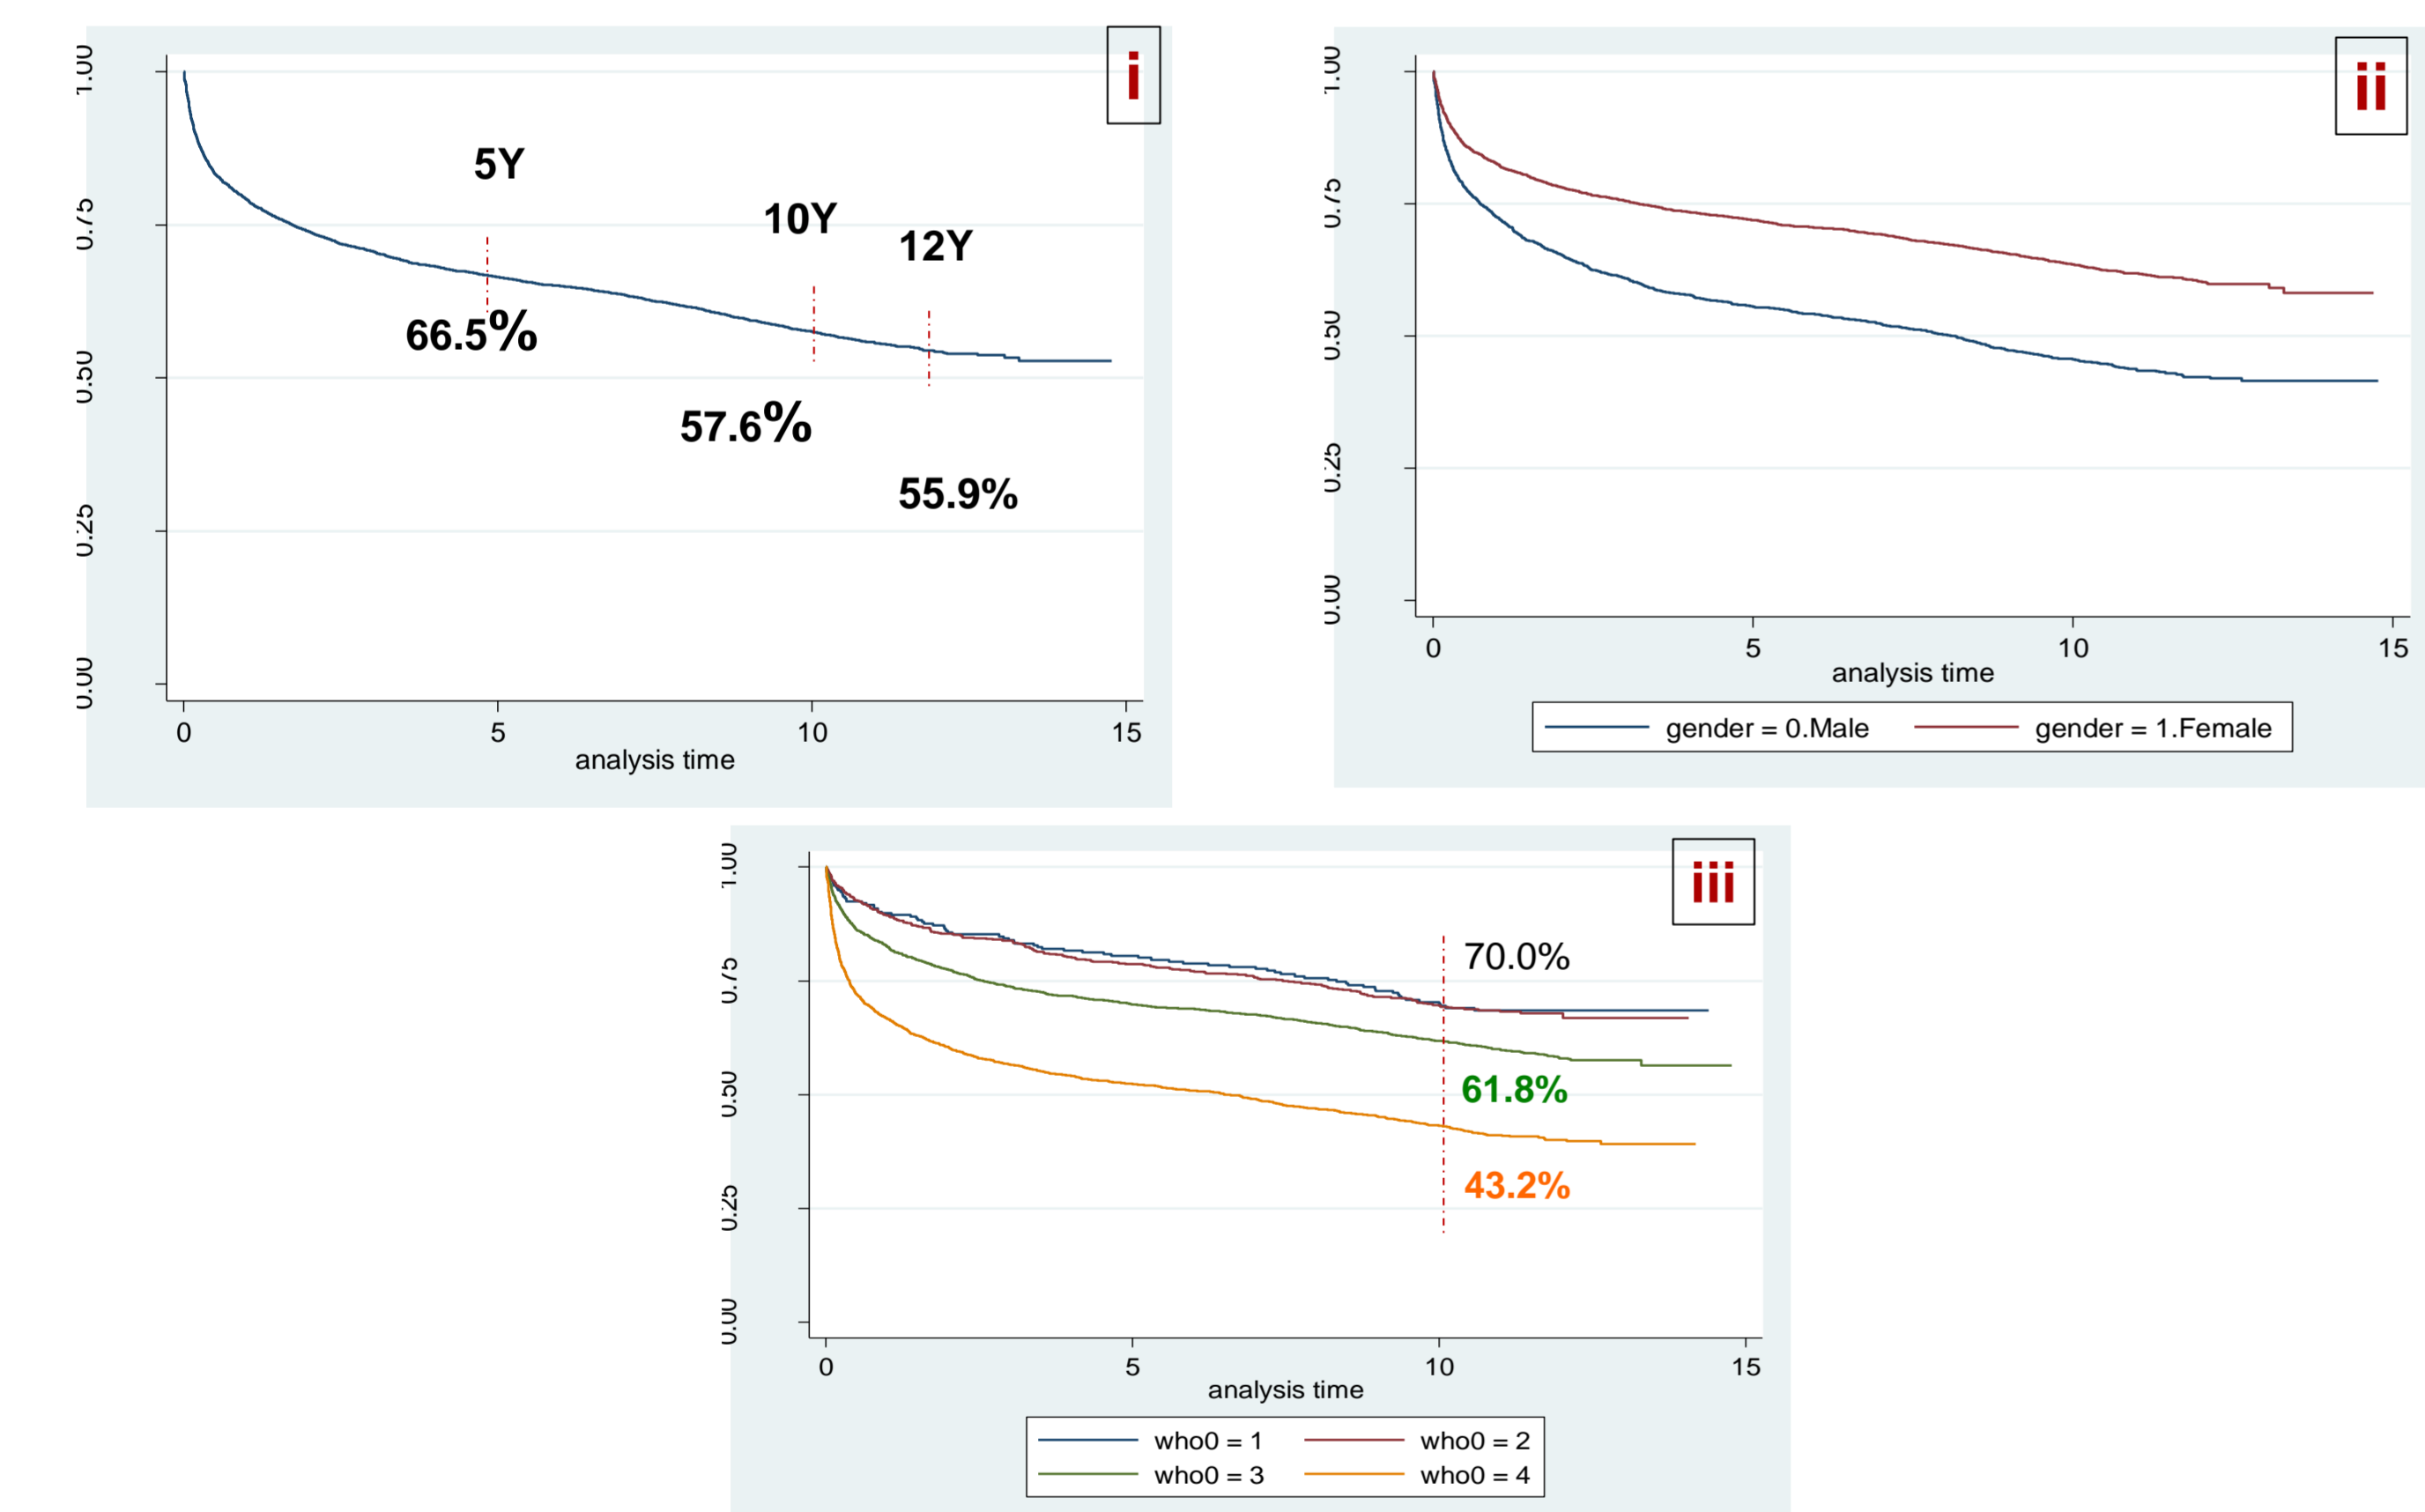 i
1.00
0.75
0.50
0.25
0.00
5Y
10Y
12Y
66.5%
57.6%
55.9%
0 5 10 15
analysis time
ii
1.00
0.75
0.50
0.25
0.00
0 5 10 15
analysis time
gender = 0.Male gender = 1.Female
iii
1.00
0.75
0.50
0.25
0.00
70.0%
61.8%
43.2%
0 5 10 15
analysis time
who0 = 1 who0 = 2
who0 = 3 who0 = 4